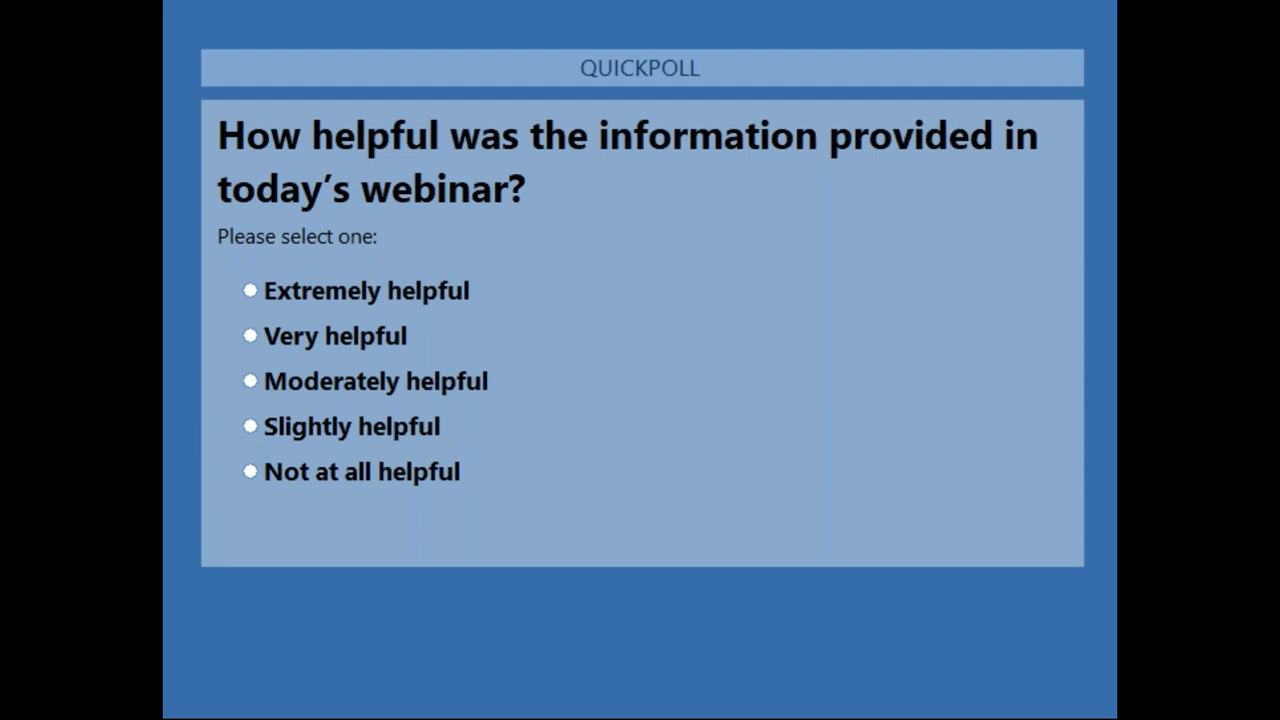 QUICKPOLL
How helpful was the information provided in
today’s webinar?
Please select one:
Extremely helpful
Very helpful
Moderately helpful
Slightly helpful
Not at all helpful